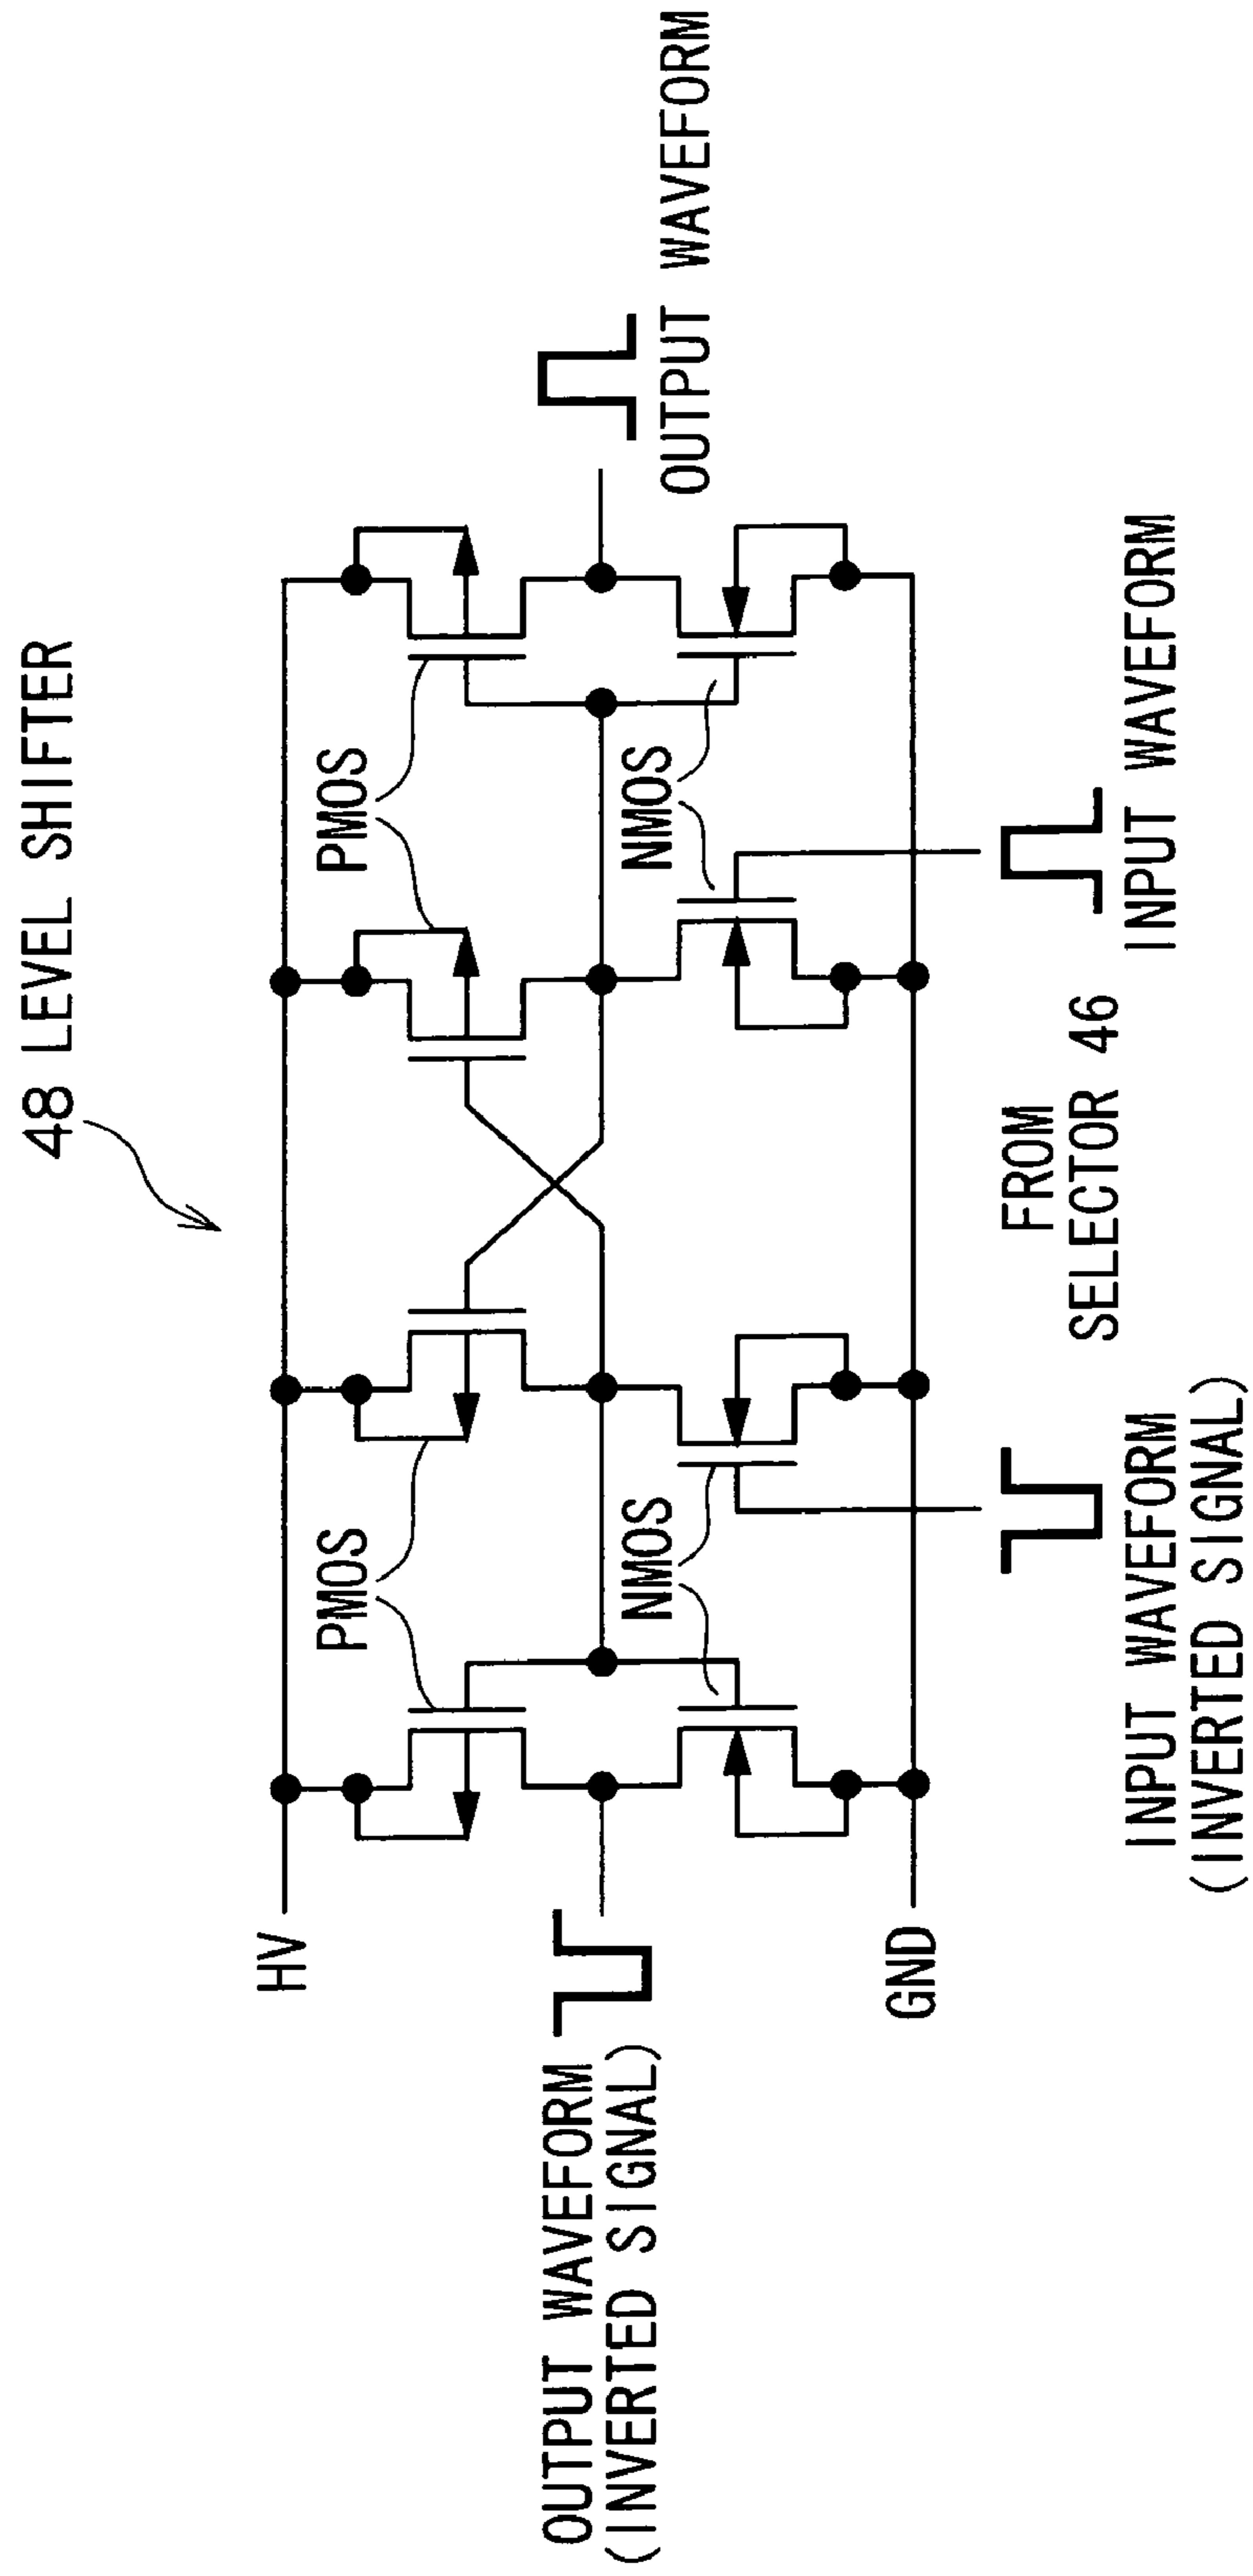 48 LEVEL SHIFTER
HV
PMOS
PMOS
OUTPUT WAVEFORM
(INVERTED SIGNAL)
NMOS
NMOS
OUTPUT WAVEFORM
GND
FROM
SELECTOR 46
INPUT WAVEFORM
(INVERTED SIGNAL)
INPUT WAVEFORM